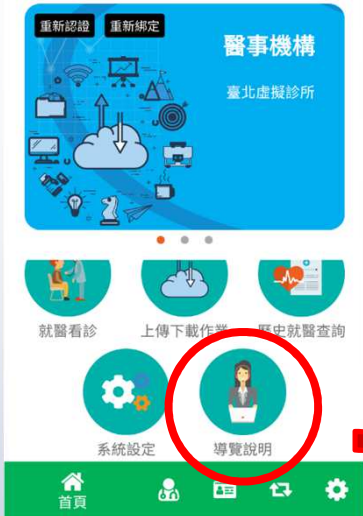 重新認證 重新綁定
醫事機構
臺北虛擬診所
就醫看診 上傳下載作業 歷史就醫查詢
系統設定 導覽說明
首頁